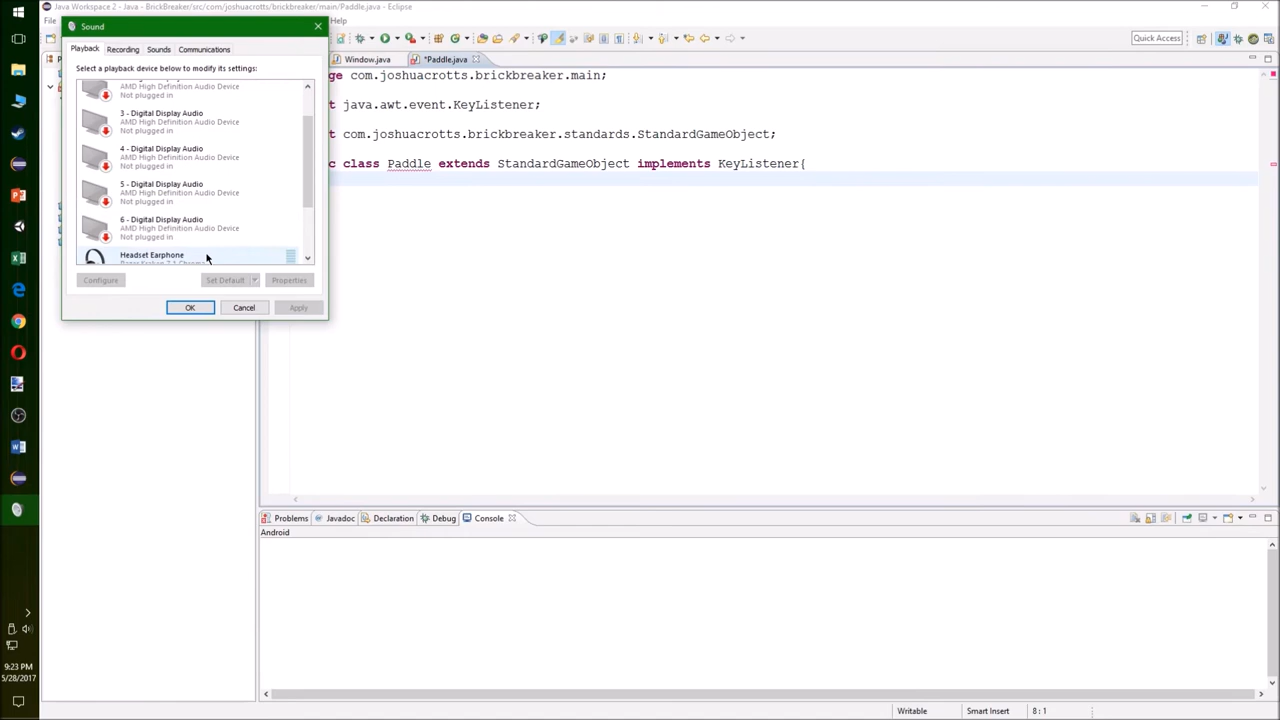 Java Workspace 2 - Java - BrickBreaker/src/com/joshuacrotts/brickbreaker/main/Paddle.java - Eclipse
Help
Quick Access
Window.java
*Paddle.java
Sound
Playback
Recording
Sounds
Communications
Select a playback device below to modify its settings:
AMD High Definition Audio Device
Not plugged in
3 - Digital Display Audio
AMD High Definition Audio Device
Not plugged in
4 - Digital Display Audio
AMD High Definition Audio Device
Not plugged in
5 - Digital Display Audio
AMD High Definition Audio Device
Not plugged in
6 - Digital Display Audio
AMD High Definition Audio Device
Not plugged in
Headset Earphone
Razer Kraken 7.1 Chroma
Configure
Set Default
Properties
OK
Cancel
Apply
com.joshuacrotts.brickbreaker.main;
java.awt.event.KeyListener;
com.joshuacrotts.brickbreaker.standards.StandardGameObject;
class Paddle extends StandardGameObject implements KeyListener{
Problems
Javadoc
Declaration
Debug
Console
Android
9:23 PM
5/28/2017
Writable
Smart Insert
8 : 1